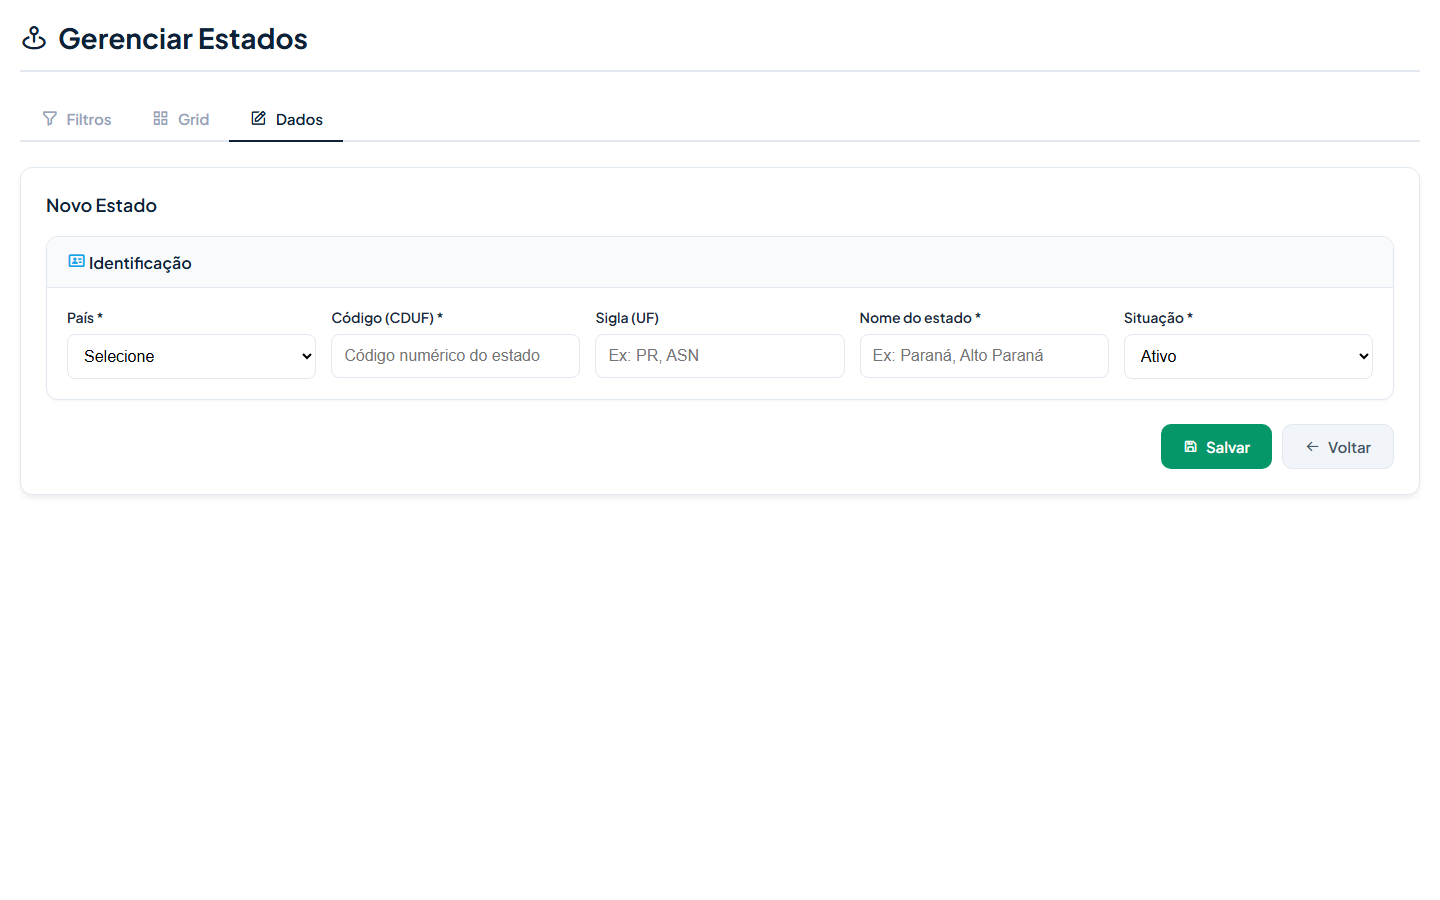 Gerenciar Estados
Filtros Grid Dados
Novo Estado
Identificação
País * Código (CDUF) * Sigla (UF) Nome do estado * Situação *
Selecione Código numérico do estado Ex: PR, ASN Ex: Paraná, Alto Paraná Ativo
Salvar Voltar